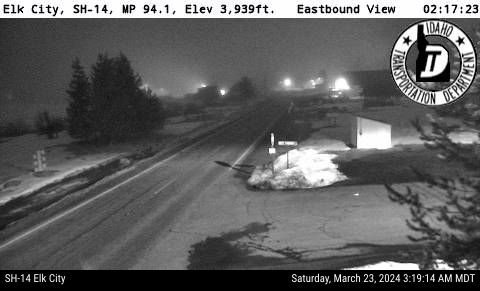 Elk City, SH-14, MP 94.1, Elev 3,939ft. Eastbound View 02:17:23
IDAHO
TRANSPORTATION DEPARTMENT
SH-14 Elk City Saturday, March 23, 2024 3:19:14 AM MDT